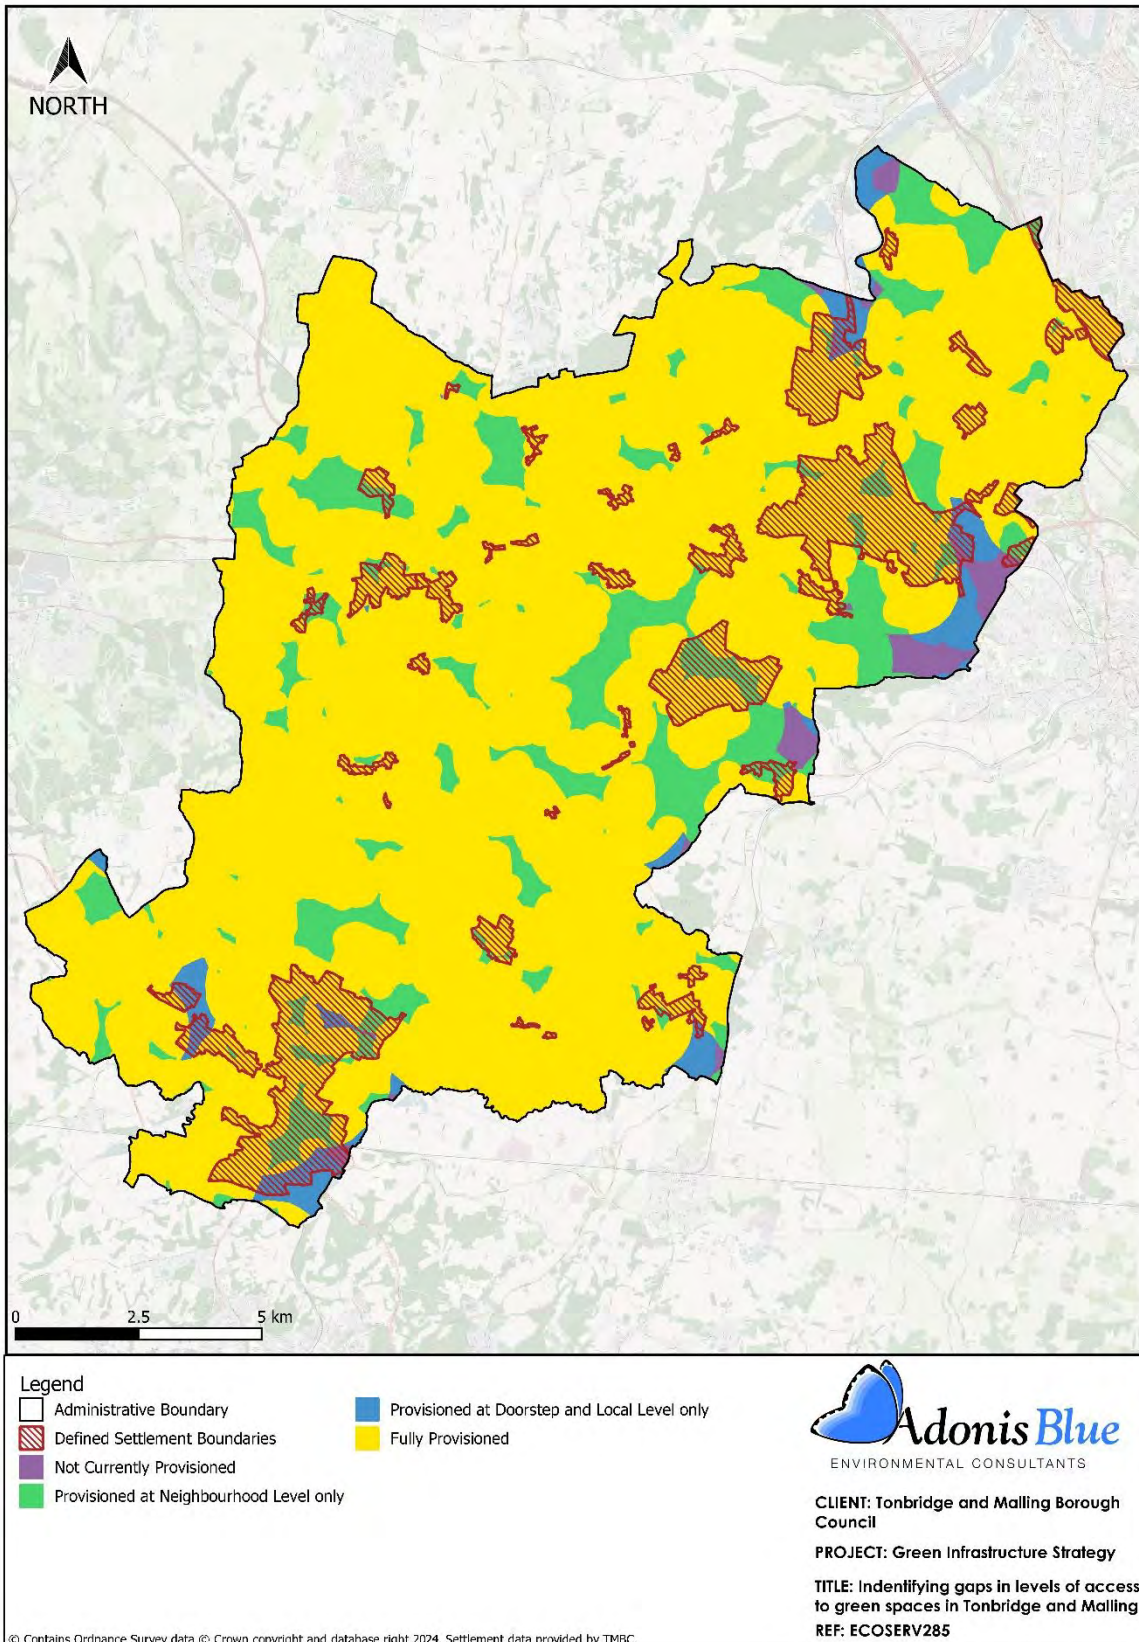 NORTH
0 2.5 5 km
Legend
Administrative Boundary
Defined Settlement Boundaries
Not Currently Provisioned
Provisioned at Neighbourhood Level only
Provisioned at Doorstep and Local Level only
Fully Provisioned
Adonis Blue
ENVIRONMENTAL CONSULTANTS
CLIENT: Tonbridge and Malling Borough
Council
PROJECT: Green Infrastructure Strategy
TITLE: Indentifying gaps in levels of access
to green spaces in Tonbridge and Malling
REF: ECOSERV285
© Contains Ordnance Survey data © Crown copyright and database right 2024. Settlement data provided by TMBC